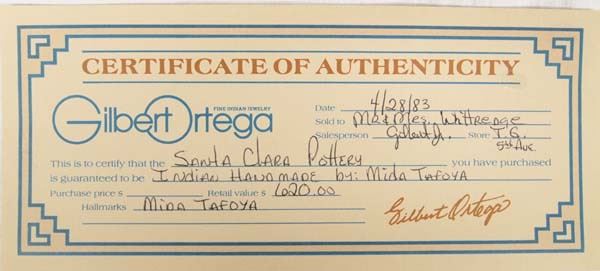 CERTIFICATE OF AUTHENTICITY
FINE INDIAN JEWELRY
Gilbert Ortega
Date 4/28/83
Sold to Mr & Mrs. Wittrenge
Salesperson Gilbert Jr. Store I.G.
5th Ave.
This is to certify that the Santa Clara Pottery you have purchased
is guaranteed to be Indian Handmade by: Mida Tafoya
Purchase price $ Retail value $ 620.00
Hallmarks Mida Tafoya
Gilbert Ortega